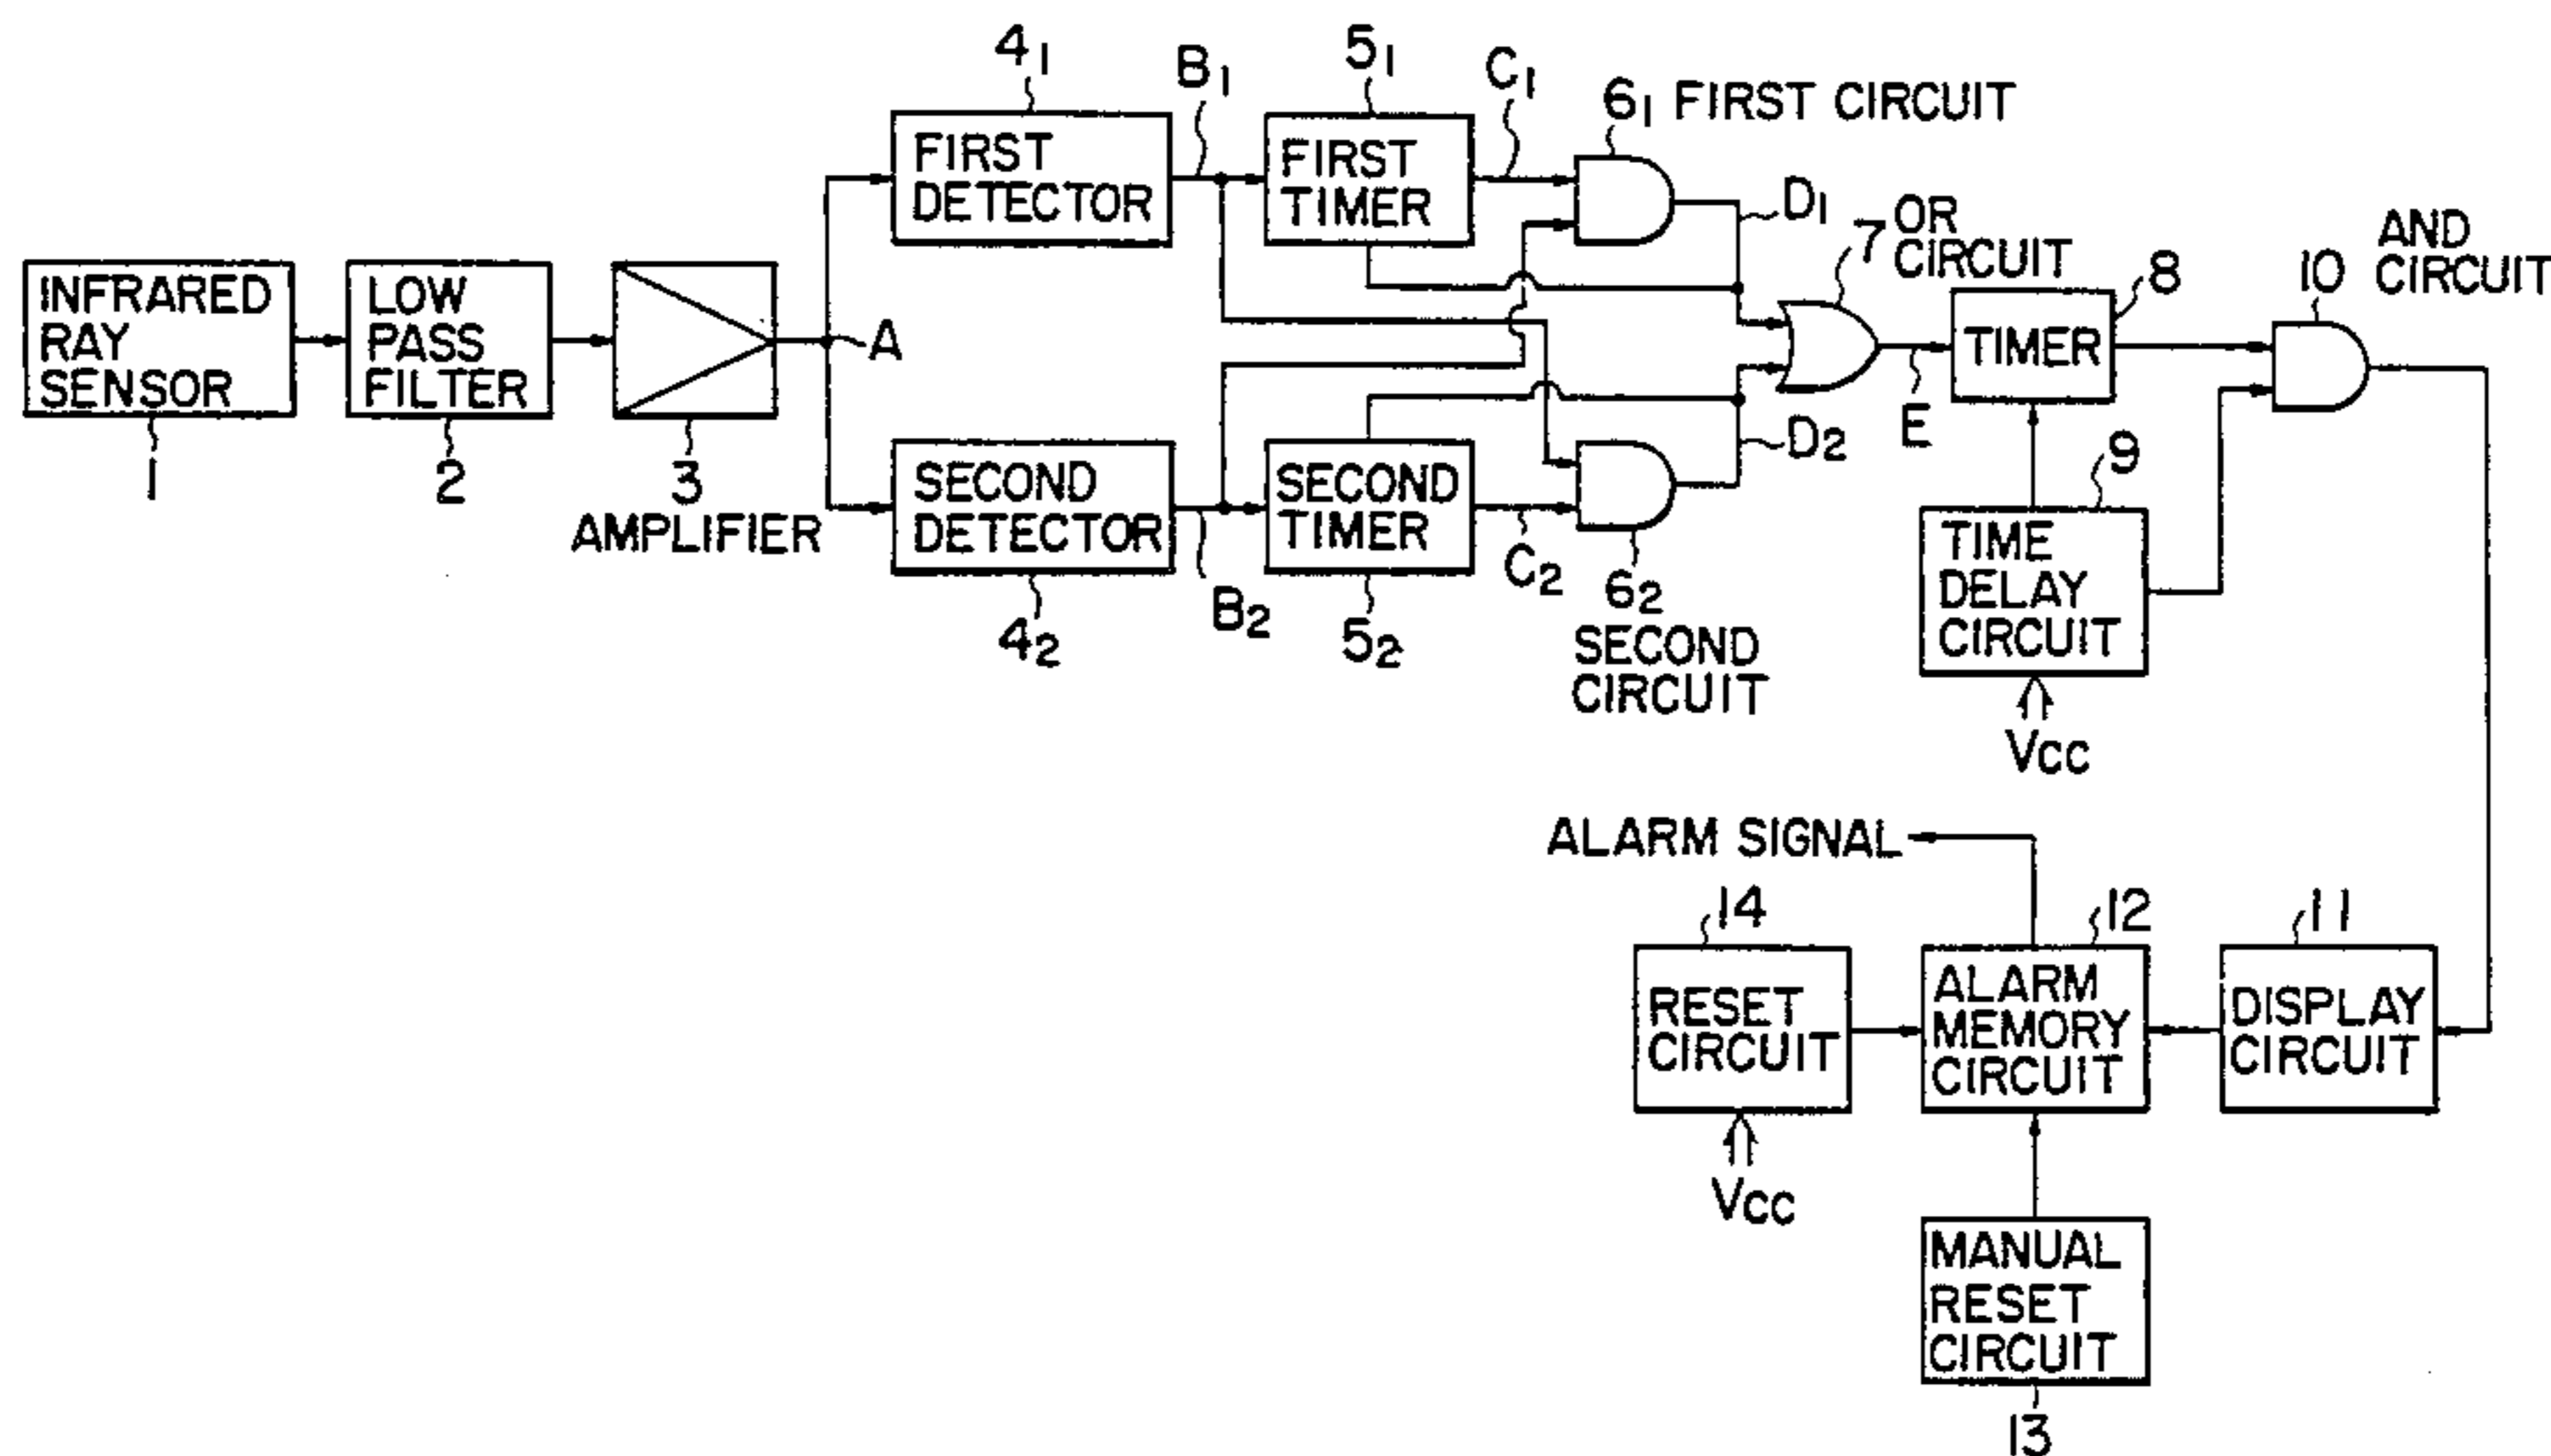 4₁
B₁
5₁
C₁
6₁ FIRST CIRCUIT
FIRST
DETECTOR
FIRST
TIMER
D₁
7 OR
CIRCUIT
8
10
AND
CIRCUIT
INFRARED
RAY
SENSOR
1
LOW
PASS
FILTER
2
3
AMPLIFIER
A
TIMER
E
D₂
SECOND
DETECTOR
4₂
B₂
SECOND
TIMER
5₂
C₂
6₂
SECOND
CIRCUIT
9
TIME
DELAY
CIRCUIT
Vcc
ALARM SIGNAL
14
RESET
CIRCUIT
Vcc
12
ALARM
MEMORY
CIRCUIT
11
DISPLAY
CIRCUIT
MANUAL
RESET
CIRCUIT
13